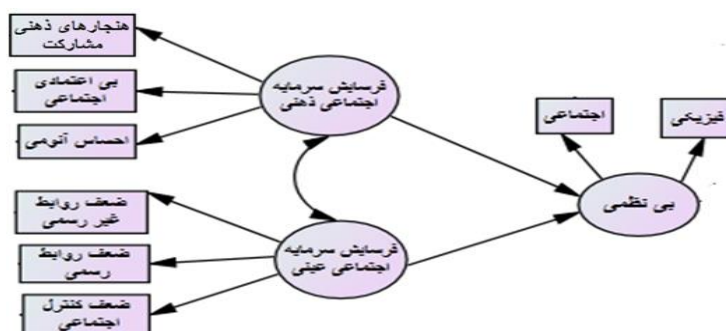 هنجارهای ذهنی
مشارکت
بی اعتمادی
اجتماعی
احساس آنومی
فرسایش سرمایه
اجتماعی ذهنی
اجتماعی
فیزیکی
بی نظمی
ضعف روابط
غیر رسمی
ضعف روابط
رسمی
ضعف کنترل
اجتماعی
فرسایش سرمایه
اجتماعی عینی